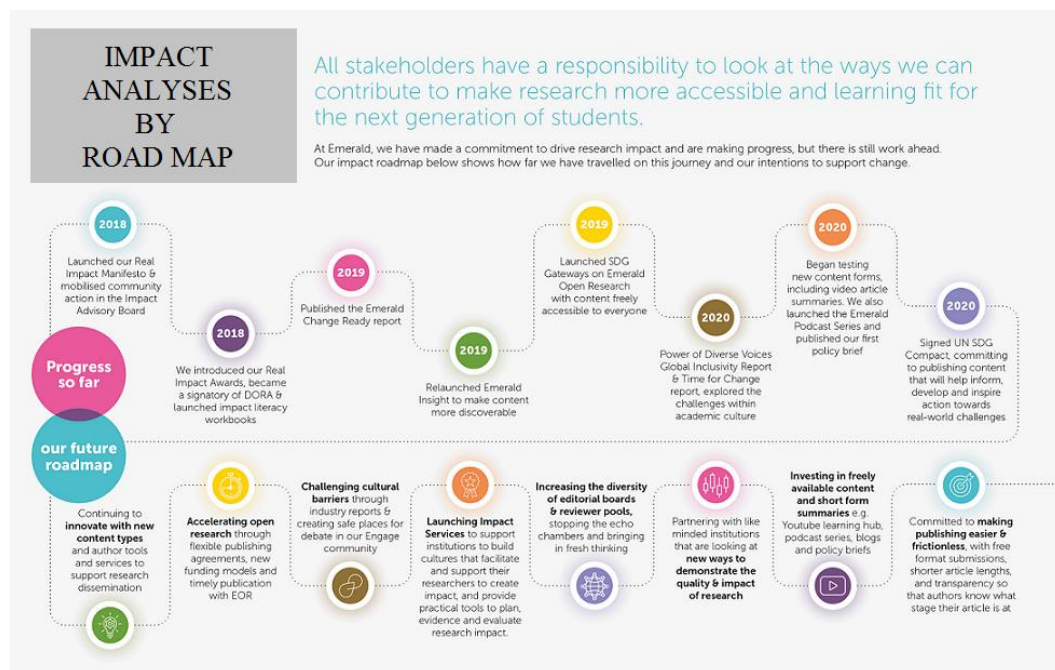 IMPACT
ANALYSES
BY
ROAD MAP
All stakeholders have a responsibility to look at the ways we can
contribute to make research more accessible and learning fit for
the next generation of students.
At Emerald, we have made a commitment to drive research impact and are making progress, but there is still work ahead.
Our impact roadmap below shows how far we have travelled on this journey and our intentions to support change.
Progress
so far
2018
Launched our Real
Impact Manifesto &
mobilised community
action in the Impact
Advisory Board
2018
We introduced our Real
Impact Awards, became
a signatory of DORA &
launched impact literacy
workbooks
2019
Published the Emerald
Change Ready report
2019
Relaunched Emerald
Insight to make content
more discoverable
2019
Launched SDG
Gateways on Emerald
Open Research
with content freely
accessible to everyone
2020
Power of Diverse Voices
Global Inclusivity Report
& Time for Change
report, explored the
challenges within
academic culture
2020
Began testing
new content forms,
including video article
summaries. We also
launched the Emerald
Podcast Series and
published our first
policy brief
2020
Signed UN SDG
Compact, committing
to publishing content
that will help inform,
develop and inspire
action towards
real-world challenges
our future
roadmap
Continuing to
innovate with new
content types
and author tools
and services to
support research
dissemination
Accelerating open
research through
flexible publishing
agreements, new
funding models and
timely publication
with EOR
Challenging cultural
barriers through
industry reports &
creating safe places for
debate in our Engage
community
Launching Impact
Services to support
institutions to build
cultures that facilitate
and support their
researchers to create
impact, and provide
practical tools to plan,
evidence and evaluate
research impact.
Increasing the diversity
of editorial boards
& reviewer pools,
stopping the echo
chambers and bringing
in fresh thinking
Partnering with like
minded institutions
that are looking at
new ways to
demonstrate the
quality & impact
of research
Investing in freely
available content
and short form
summaries e.g.
Youtube learning hub,
podcast series, blogs
and policy briefs
Committed to making
publishing easier &
frictionless, with free
format submissions,
shorter article lengths,
and transparency so
that authors know what
stage their article is at